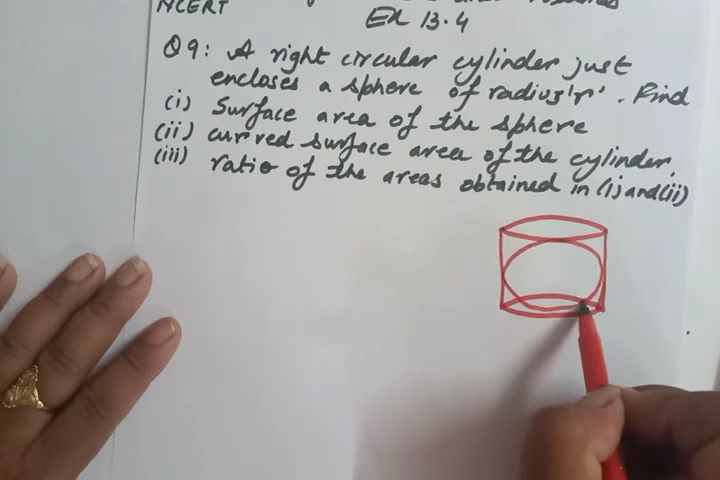 NCERT
Ex 13.4
Q9: A right circular cylinder just
encloses a sphere of radius 'r'. Find
(i) Surface area of the sphere
(ii) curved surface area of the cylinder.
(iii) ratio of the areas obtained in (i) and (ii)